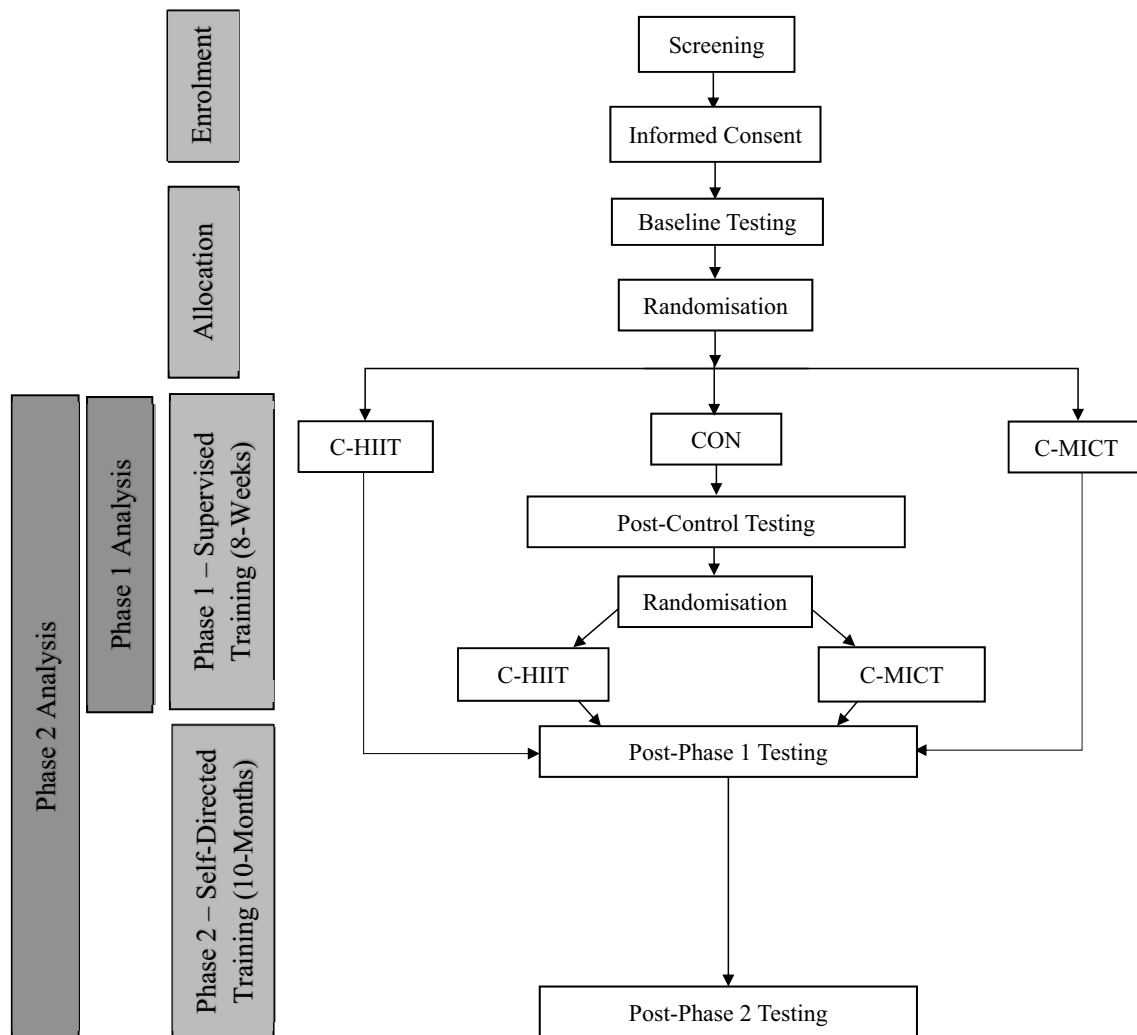 Enrolment
Allocation
Phase 2 Analysis
Phase 1 Analysis
Phase 1 – Supervised
Training (8-Weeks)
Phase 2 – Self-Directed
Training (10-Months)
Screening
Informed Consent
Baseline Testing
Randomisation
C-HIIT
CON
C-MICT
Post-Control Testing
Randomisation
C-HIIT
C-MICT
Post-Phase 1 Testing
Post-Phase 2 Testing